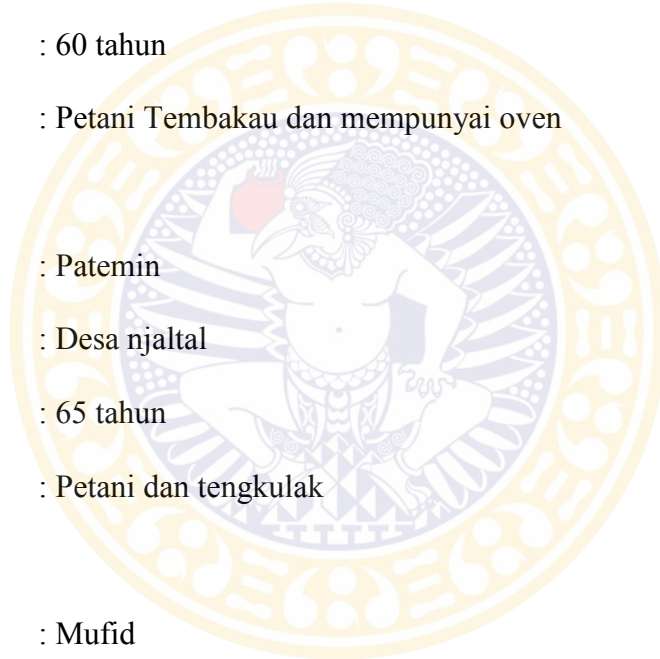 : 60 tahun
: Petani Tembakau dan mempunyai oven
: Patemin
: Desa njaltal
: 65 tahun
: Petani dan tengkulak
: Mufid